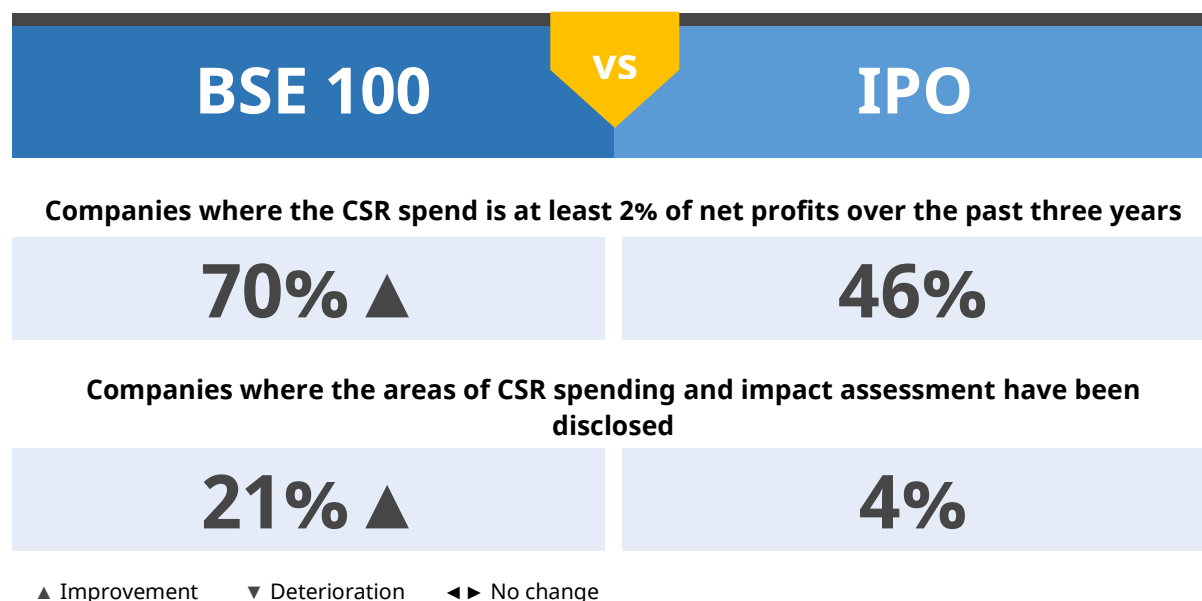 BSE 100 vs IPO
Companies where the CSR spend is at least 2% of net profits over the past three years
70% ▲ 46%
Companies where the areas of CSR spending and impact assessment have been
disclosed
21% ▲ 4%
▲ Improvement ▼ Deterioration ◄► No change